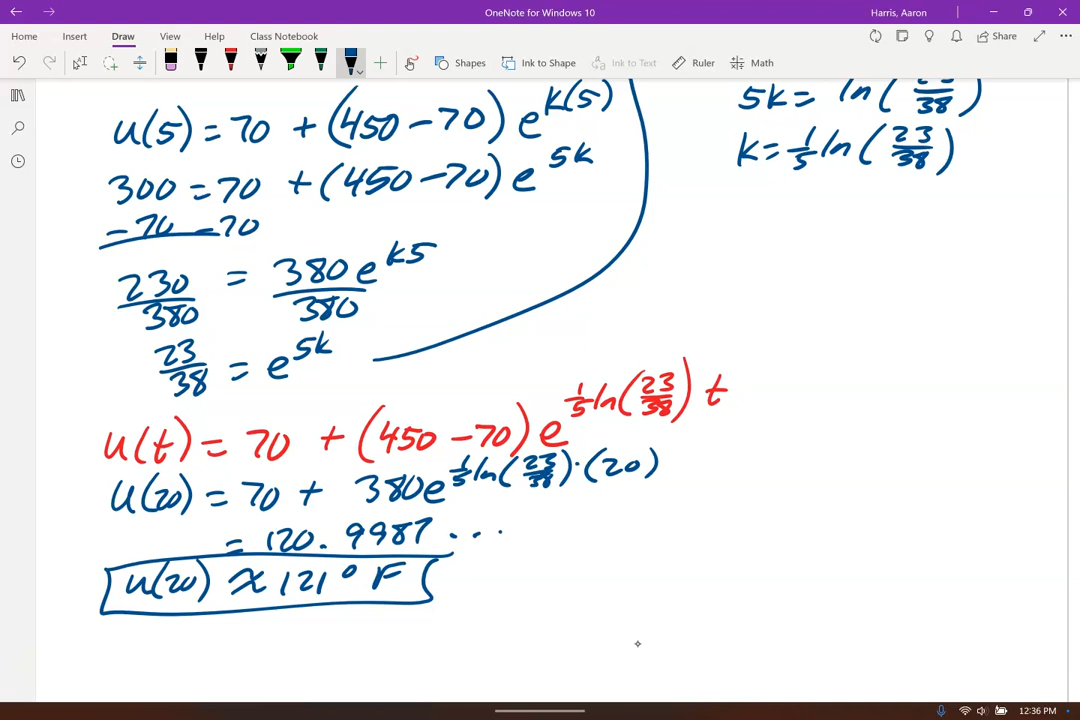 OneNote for Windows 10
Harris, Aaron
Home Insert Draw View Help Class Notebook
Share
Shapes Ink to Shape Ink to Text Ruler Math
u(5) = 70 + (450 - 70) e^{k(5)}
300 = 70 + (450 - 70) e^{5k}
-70 -70
230/380 = 380e^{k5}/380
23/38 = e^{5k}
5k = ln(23/38)
k = 1/5 ln(23/38)
u(t) = 70 + (450 - 70) e^{1/5 ln(23/38) t}
u(20) = 70 + 380e^{1/5 ln(23/38)·(20)}
= 120.9987...
u(20) ≈ 121° F
12:36 PM